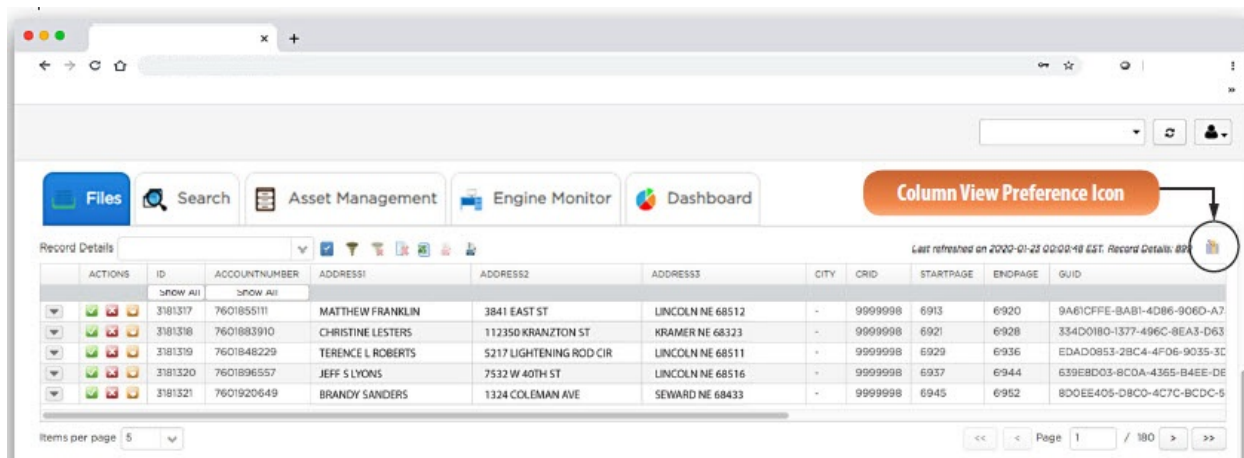 Files Search Asset Management Engine Monitor Dashboard Column View Preference Icon
Record Details Last refreshed on 2020-01-23 00:09:48 EST. Record Details: 899
ACTIONS ID ACCOUNTNUMBER ADDRESS1 ADDRESS2 ADDRESS3 CITY CRID STARTPAGE ENDPAGE GUID
Show All Show All
3181317 7601855111 MATTHEW FRANKLIN 3841 EAST ST LINCOLN NE 68512 - 9999998 6913 6920 9A61CFFE-BAB1-4D86-906D-A7
3181318 7601883910 CHRISTINE LESTERS 112350 KRANZTON ST KRAMER NE 68323 - 9999998 6921 6928 334D0180-1377-496C-8EA3-D63
3181319 7601848229 TERENCE L ROBERTS 5217 LIGHTENING ROD CIR LINCOLN NE 68511 - 9999998 6929 6936 EDAD0853-2BC4-4F06-9035-3D
3181320 7601896557 JEFF S LYONS 7532 W 40TH ST LINCOLN NE 68516 - 9999998 6937 6944 639EBD03-8C0A-4365-B4EE-DE
3181321 7601920649 BRANDY SANDERS 1324 COLEMAN AVE SEWARD NE 68433 - 9999998 6945 6952 8D0EE405-D8C0-4C7C-BCDC-5
Items per page 5 << < Page 1 / 180 > >>